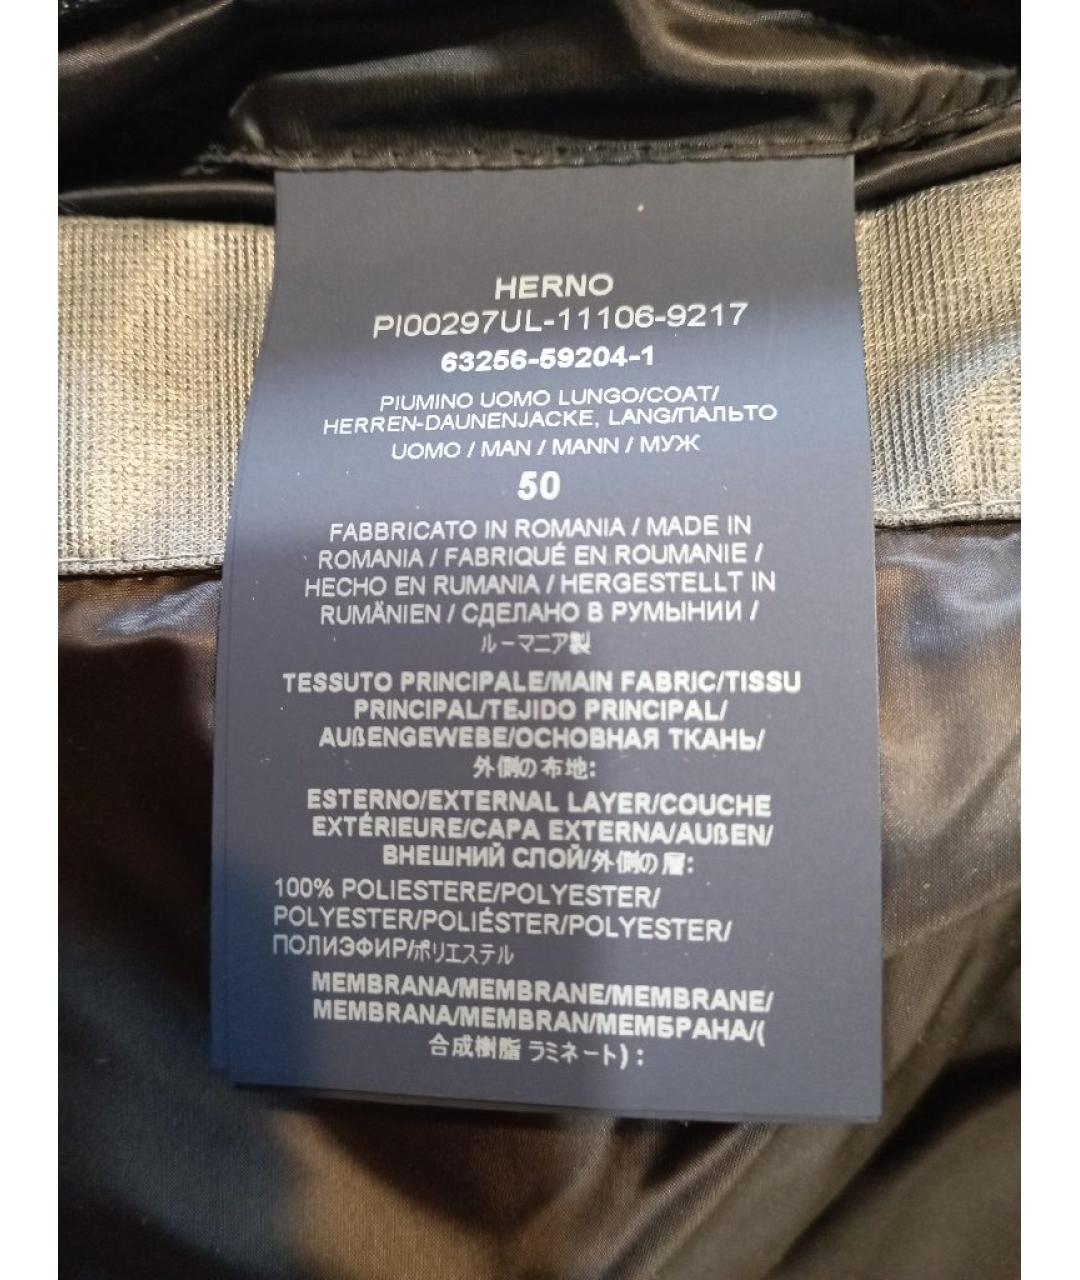 HERNO
PI00297UL-11106-9217
63256-59204-1
PIUMINO UOMO LUNGO/COAT/
HERREN-DAUNENJACKE, LANG/ПАЛЬТО
UOMO / MAN / MANN / МУЖ
50
FABBRICATO IN ROMANIA / MADE IN
ROMANIA / FABRIQUÉ EN ROUMANIE /
HECHO EN RUMANIA / HERGESTELLT IN
RUMÄNIEN / СДЕЛАНО В РУМЫНИИ /
ルーマニア製
TESSUTO PRINCIPALE/MAIN FABRIC/TISSU
PRINCIPAL/TEJIDO PRINCIPAL/
AUßENGEWEBE/ОСНОВНАЯ ТКАНЬ/
外側の布地:
ESTERNO/EXTERNAL LAYER/COUCHE
EXTÉRIEURE/CAPA EXTERNA/AUßEN/
ВНЕШНИЙ СЛОЙ/外側の層:
100% POLIESTERE/POLYESTER/
POLYESTER/POLIÉSTER/POLYESTER/
ПОЛИЭФИР/ポリエステル
MEMBRANA/MEMBRANE/MEMBRANE/
MEMBRANA/MEMBRAN/МЕМБРАНА/(
合成樹脂 ラミネート) :